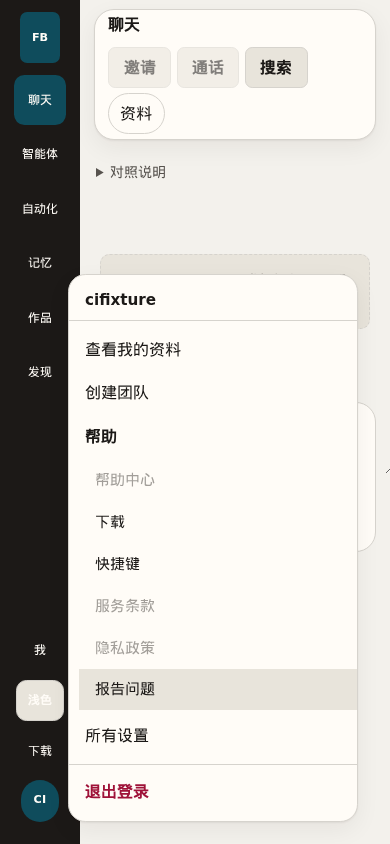 FB
聊天
智能体
自动化
记忆
作品
发现
我
浅色
下载
CI
聊天
邀请
通话
搜索
资料
▶ 对照说明
cifixture
查看我的资料
创建团队
帮助
帮助中心
下载
快捷键
服务条款
隐私政策
报告问题
所有设置
退出登录